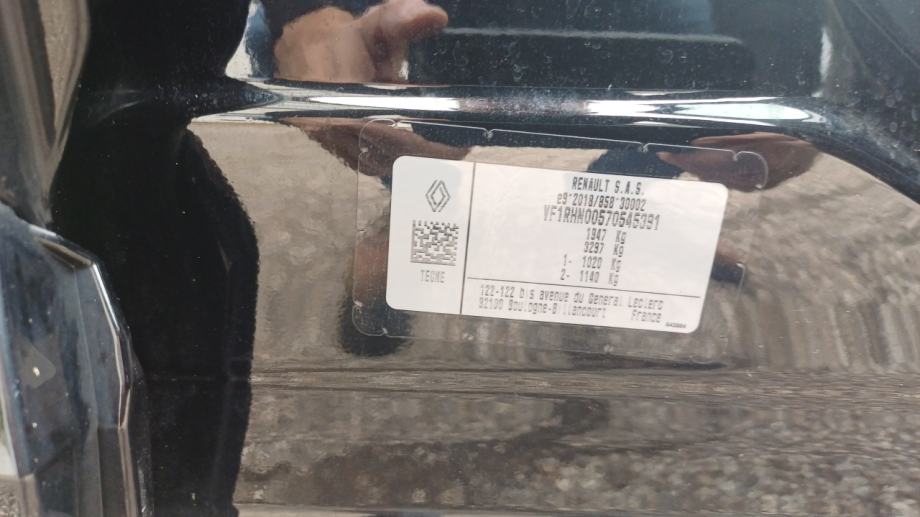 RENAULT S.A.S.
e9*2018/858*30002
VF1RHN00570545391
1947 Kg
3297 Kg
1- 1020 Kg
2- 1140 Kg
TEGME
122-122 bis avenue du General Leclerc
92100 Boulogne-Billancourt France